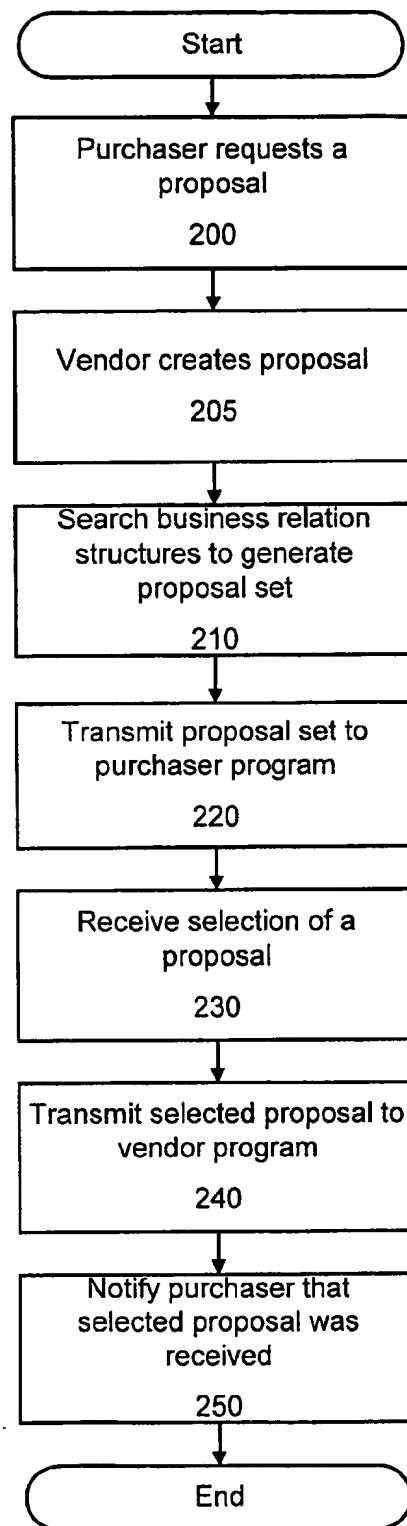 Start
Purchaser requests a
proposal
200
Vendor creates proposal
205
Search business relation
structures to generate
proposal set
210
Transmit proposal set to
purchaser program
220
Receive selection of a
proposal
230
Transmit selected proposal to
vendor program
240
Notify purchaser that
selected proposal was
received
250
End